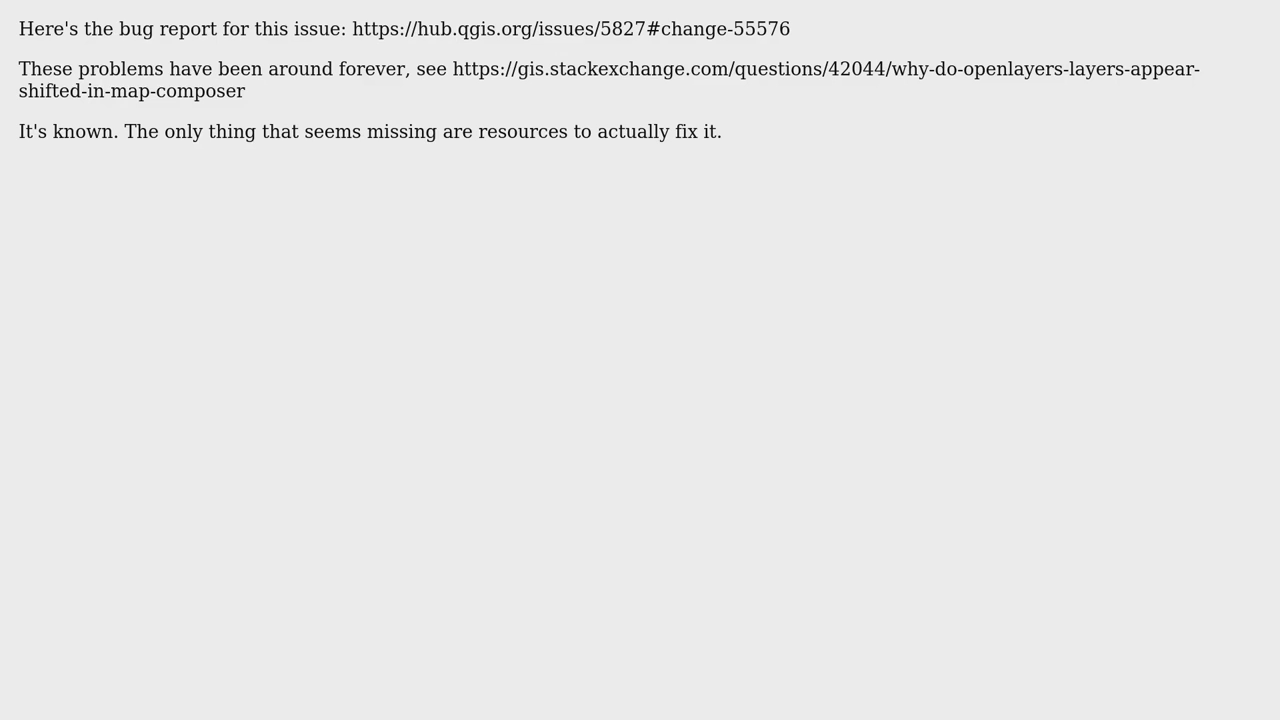 Here's the bug report for this issue: https://hub.qgis.org/issues/5827#change-55576
These problems have been around forever, see https://gis.stackexchange.com/questions/42044/why-do-openlayers-layers-appear-
shifted-in-map-composer
It's known. The only thing that seems missing are resources to actually fix it.